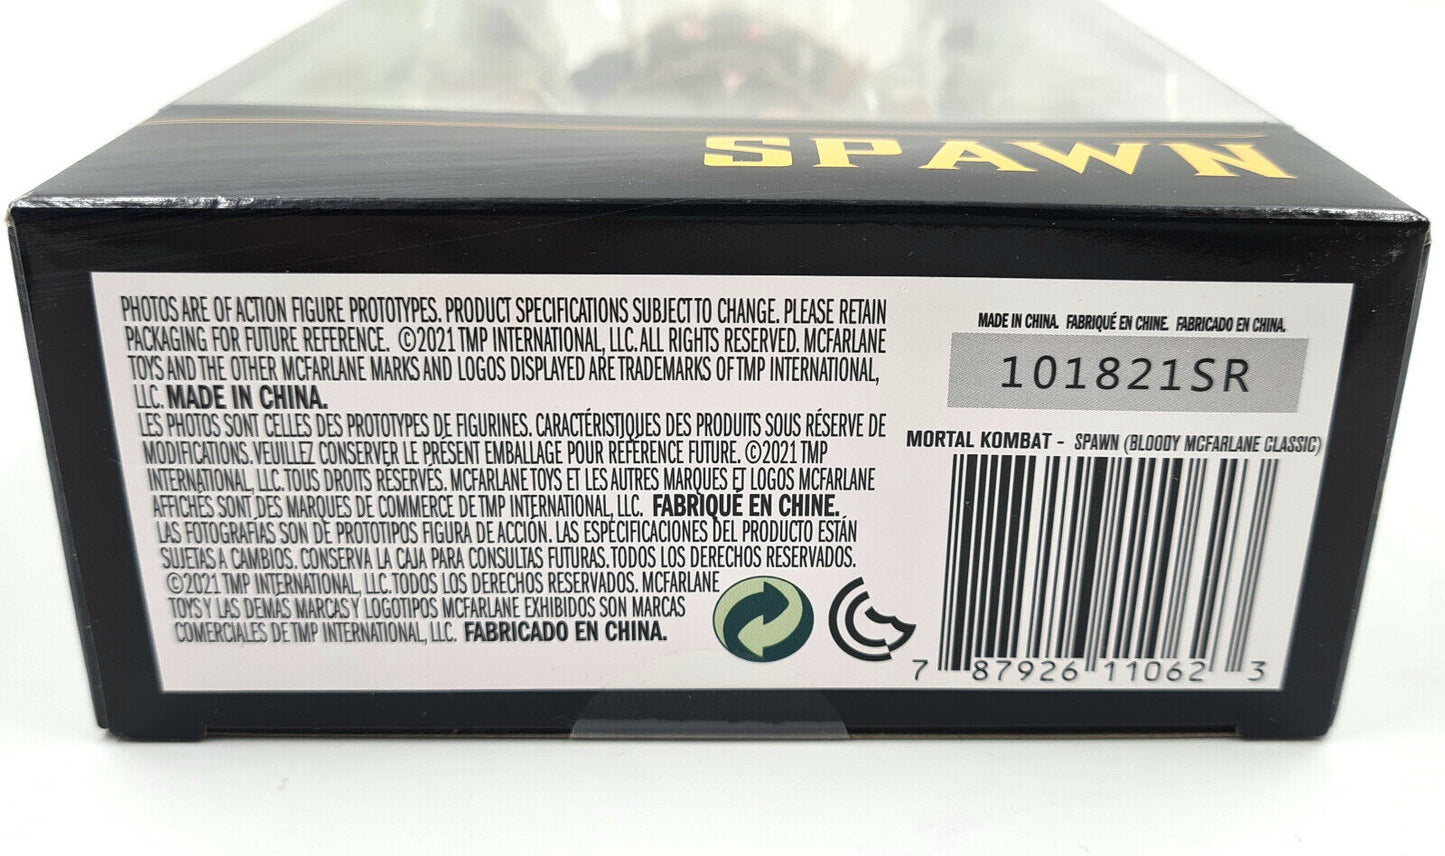 SPAWN
PHOTOS ARE OF ACTION FIGURE PROTOTYPES. PRODUCT SPECIFICATIONS SUBJECT TO CHANGE. PLEASE RETAIN
PACKAGING FOR FUTURE REFERENCE. ©2021 TMP INTERNATIONAL, LLC. ALL RIGHTS RESERVED. MCFARLANE
TOYS AND THE OTHER MCFARLANE MARKS AND LOGOS DISPLAYED ARE TRADEMARKS OF TMP INTERNATIONAL,
LLC. MADE IN CHINA.
LES PHOTOS SONT CELLES DES PROTOTYPES DE FIGURINES. CARACTÉRISTIQUES DES PRODUITS SOUS RÉSERVE DE
MODIFICATIONS. VEUILLEZ CONSERVER LE PRÉSENT EMBALLAGE POUR RÉFÉRENCE FUTURE. ©2021 TMP
INTERNATIONAL, LLC. TOUS DROITS RÉSERVÉS. MCFARLANE TOYS ET LES AUTRES MARQUES ET LOGOS MCFARLANE
AFFICHÉS SONT DES MARQUES DE COMMERCE DE TMP INTERNATIONAL, LLC. FABRIQUÉ EN CHINE.
LAS FOTOGRAFÍAS SON DE PROTOTIPOS FIGURA DE ACCIÓN. LAS ESPECIFICACIONES DEL PRODUCTO ESTÁN
SUJETAS A CAMBIOS. CONSERVA LA CAJA PARA CONSULTAS FUTURAS. TODOS LOS DERECHOS RESERVADOS.
©2021 TMP INTERNATIONAL, LLC. TODOS LOS DERECHOS RESERVADOS. MCFARLANE
TOYS Y LAS DEMÁS MARCAS Y LOGOTIPOS MCFARLANE EXHIBIDOS SON MARCAS
COMERCIALES DE TMP INTERNATIONAL, LLC. FABRICADO EN CHINA.
MADE IN CHINA. FABRIQUÉ EN CHINE. FABRICADO EN CHINA.
101821SR
MORTAL KOMBAT - SPAWN (BLOODY MCFARLANE CLASSIC)
7 87926 11062 3